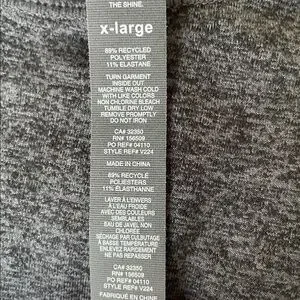 THE SHINE.
x-large
89% RECYCLED
POLYESTER
11% ELASTANE
TURN GARMENT
INSIDE OUT
MACHINE WASH COLD
WITH LIKE COLORS
NON CHLORINE BLEACH
TUMBLE DRY LOW
REMOVE PROMPTLY
DO NOT IRON
CA# 32350
RN# 156509
PO REF# 04110
STYLE REF# V224
MADE IN CHINA
89% RECYCLÉ
POLIESTERS
11% ÉLASTHANNE
LAVER À L'ENVERS
À L'EAU FROIDE
AVEC DES COULEURS
SEMBLABLES
EAU DE JAVEL NON
CHLORÉE
SÉCHAGE PAR CULBUTAGE
À BASSE TEMPÉRATURE
ENLEVEZ RAPIDEMENT
NE PAS REPASSER
CA# 32350
RN# 156509
PO REF# 04110
STYLE REF# V224
FABRIQUÉ EN CHINE